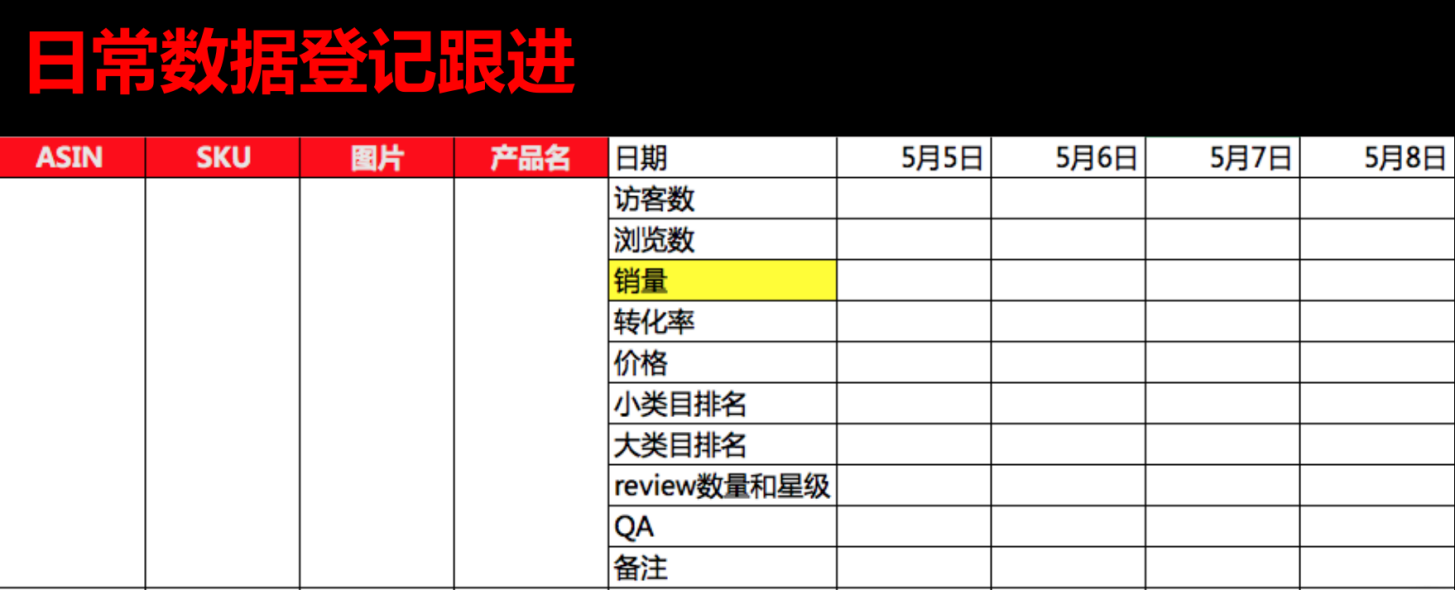 日常数据登记跟进
ASIN SKU 图片 产品名 日期 5月5日 5月6日 5月7日 5月8日
访客数
浏览数
销量
转化率
价格
小类目排名
大类目排名
review数量和星级
QA
备注